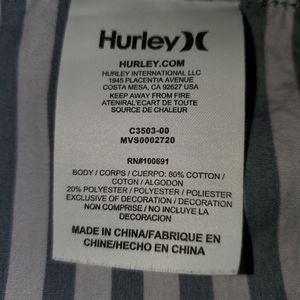 Hurley
HURLEY.COM
HURLEY INTERNATIONAL LLC
1945 PLACENTIA AVENUE
COSTA MESA, CA 92627 USA
KEEP AWAY FROM FIRE
ATENIRAL'ECART DE TOUTE
SOURCE DE CHALEUR
C3503-00
MVS0002720
RN#100691
BODY / CORPS / CUERPO: 80% COTTON /
COTON / ALGODON
20% POLYESTER / POLYESTER / POLIESTER
EXCLUSIVE OF DECORATION / DECORATION
NON COMPRISE / NO INCLUYE LA
DECORACION
MADE IN CHINA/FABRIQUE EN
CHINE/HECHO EN CHINA